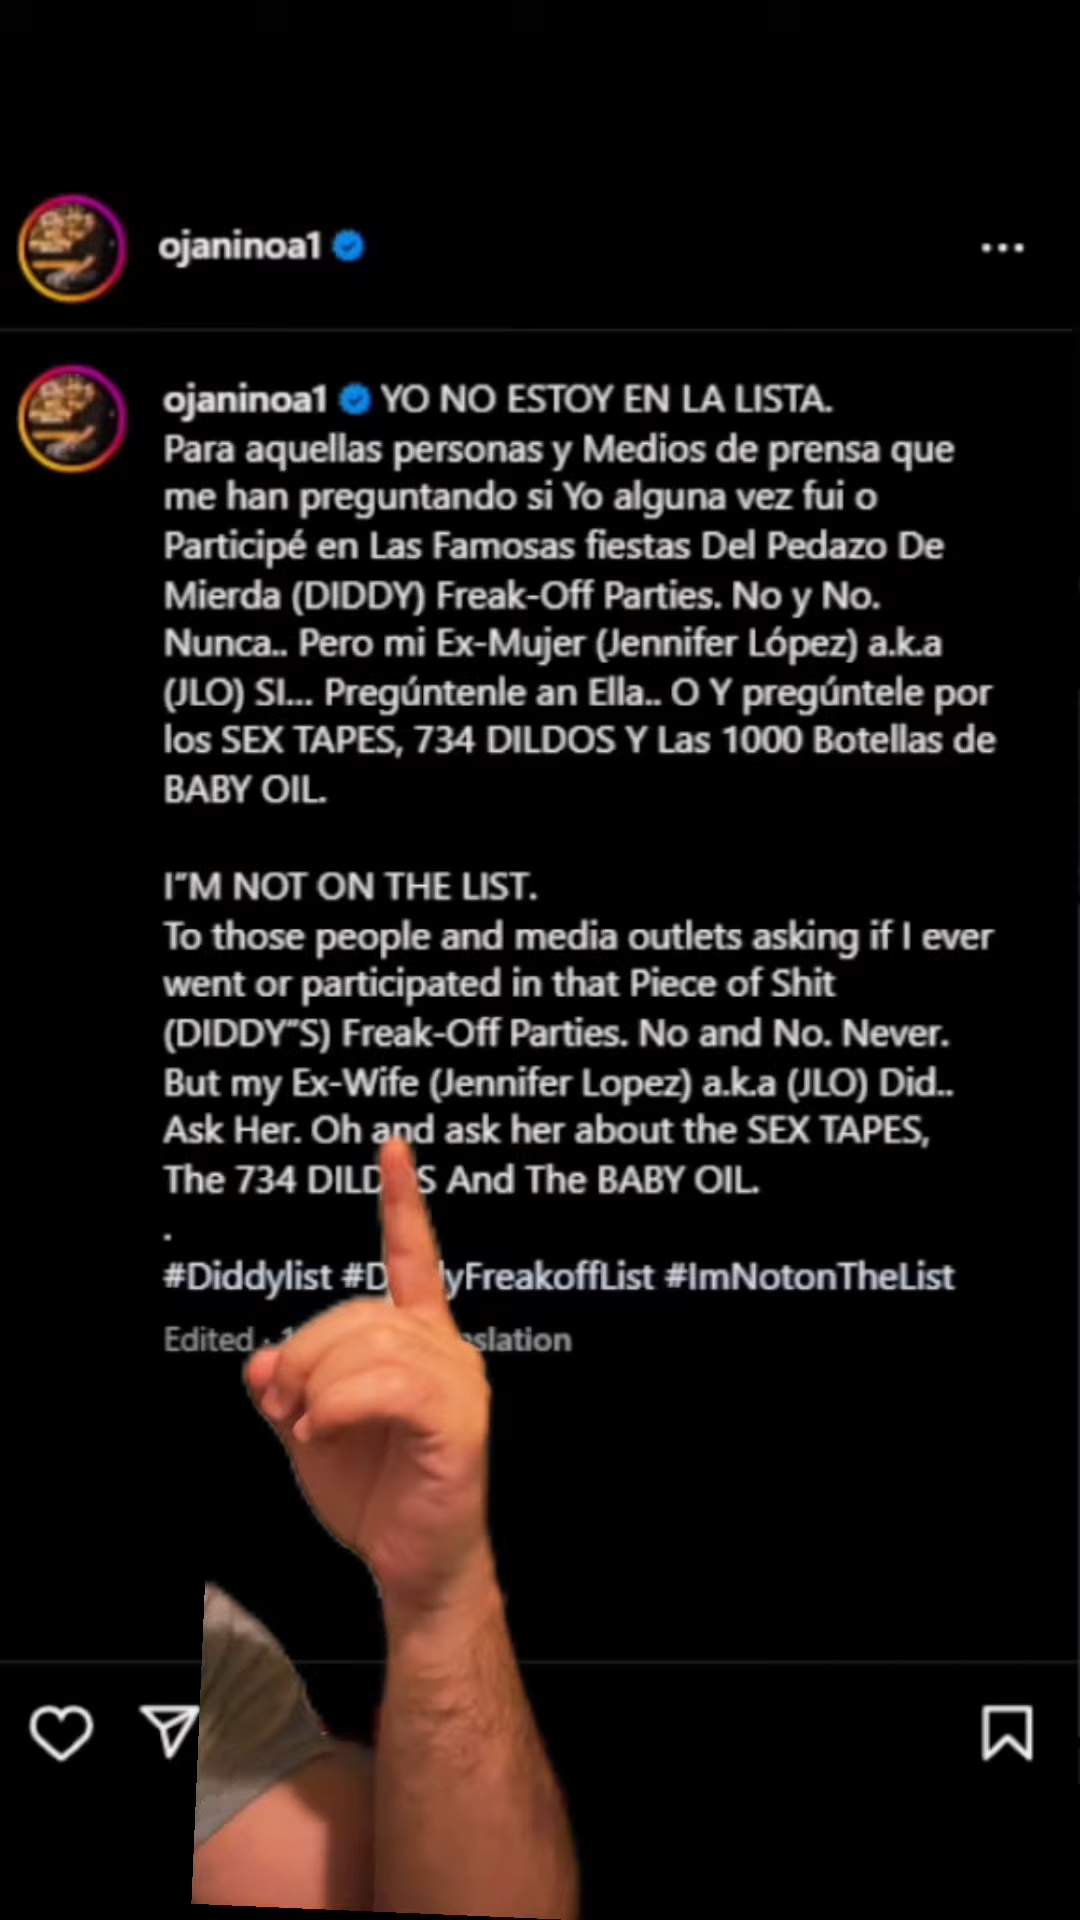 ojaninoa1
ojaninoa1 YO NO ESTOY EN LA LISTA.
Para aquellas personas y Medios de prensa que
me han preguntando si Yo alguna vez fui o
Participé en Las Famosas fiestas Del Pedazo De
Mierda (DIDDY) Freak-Off Parties. No y No.
Nunca.. Pero mi Ex-Mujer (Jennifer López) a.k.a
(JLO) SI... Pregúntenle an Ella.. O Y pregúntele por
los SEX TAPES, 734 DILDOS Y Las 1000 Botellas de
BABY OIL.
I"M NOT ON THE LIST.
To those people and media outlets asking if I ever
went or participated in that Piece of Shit
(DIDDY"S) Freak-Off Parties. No and No. Never.
But my Ex-Wife (Jennifer Lopez) a.k.a (JLO) Did..
Ask Her. Oh and ask her about the SEX TAPES,
The 734 And The BABY OIL.
.
#Diddylist #ImNotonTheList
Edited ·